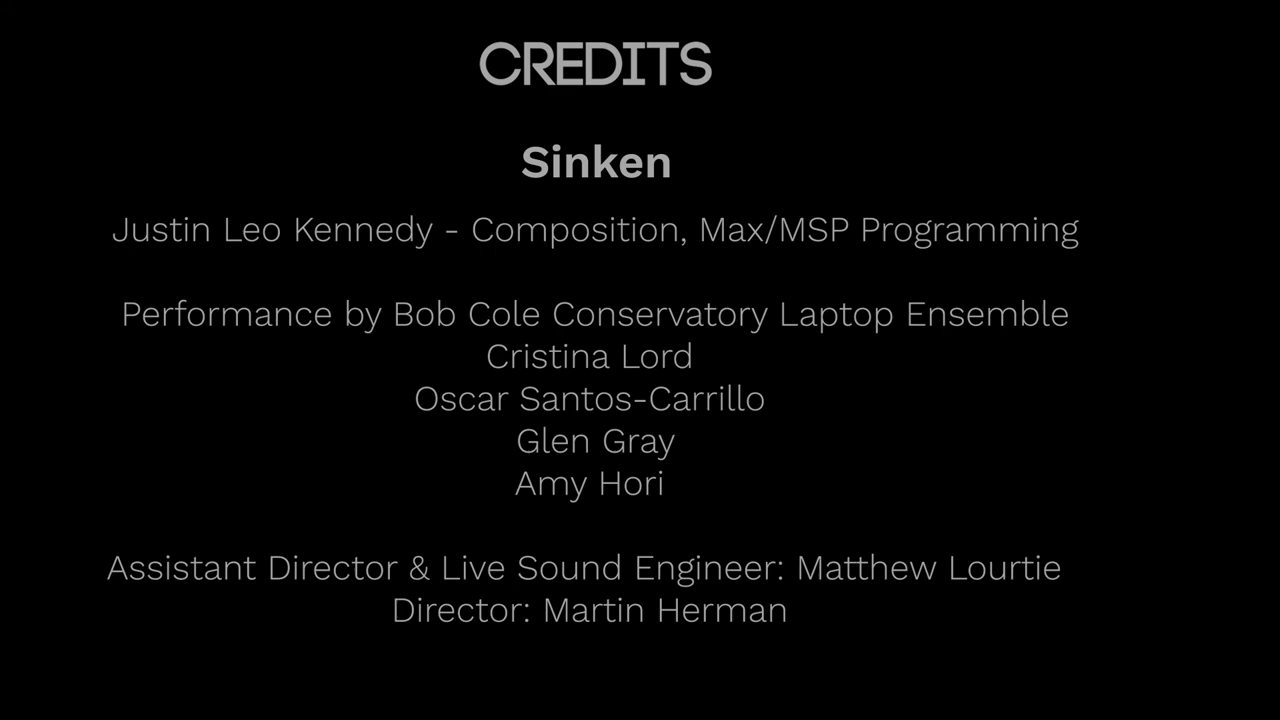 CREDITS
Sinken
Justin Leo Kennedy - Composition, Max/MSP Programming
Performance by Bob Cole Conservatory Laptop Ensemble
Cristina Lord
Oscar Santos-Carrillo
Glen Gray
Amy Hori
Assistant Director & Live Sound Engineer: Matthew Lourtie
Director: Martin Herman